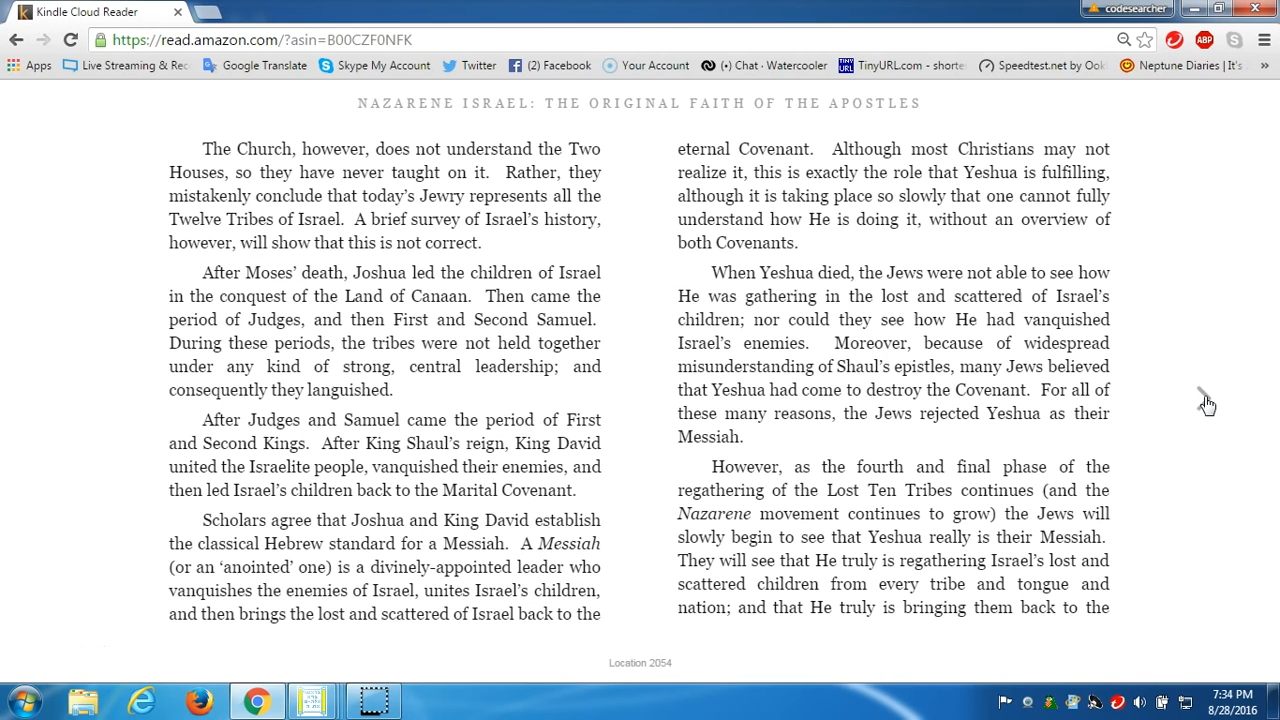 Kindle Cloud Reader
codesearcher
https://read.amazon.com/?asin=B00CZF0NFK
ABP
Apps Live Streaming & Rec Google Translate Skype My Account Twitter (2) Facebook Your Account (·) Chat · Watercooler TINY URL TinyURL.com - shorte Speedtest.net by Ookl Neptune Diaries | It's »
NAZARENE ISRAEL: THE ORIGINAL FAITH OF THE APOSTLES
The Church, however, does not understand the Two
Houses, so they have never taught on it. Rather, they
mistakenly conclude that today's Jewry represents all the
Twelve Tribes of Israel. A brief survey of Israel's history,
however, will show that this is not correct.
After Moses' death, Joshua led the children of Israel
in the conquest of the Land of Canaan. Then came the
period of Judges, and then First and Second Samuel.
During these periods, the tribes were not held together
under any kind of strong, central leadership; and
consequently they languished.
After Judges and Samuel came the period of First
and Second Kings. After King Shaul's reign, King David
united the Israelite people, vanquished their enemies, and
then led Israel's children back to the Marital Covenant.
Scholars agree that Joshua and King David establish
the classical Hebrew standard for a Messiah. A Messiah
(or an 'anointed' one) is a divinely-appointed leader who
vanquishes the enemies of Israel, unites Israel's children,
and then brings the lost and scattered of Israel back to the
eternal Covenant. Although most Christians may not
realize it, this is exactly the role that Yeshua is fulfilling,
although it is taking place so slowly that one cannot fully
understand how He is doing it, without an overview of
both Covenants.
When Yeshua died, the Jews were not able to see how
He was gathering in the lost and scattered of Israel's
children; nor could they see how He had vanquished
Israel's enemies. Moreover, because of widespread
misunderstanding of Shaul's epistles, many Jews believed
that Yeshua had come to destroy the Covenant. For all of
these many reasons, the Jews rejected Yeshua as their
Messiah.
However, as the fourth and final phase of the
regathering of the Lost Ten Tribes continues (and the
Nazarene movement continues to grow) the Jews will
slowly begin to see that Yeshua really is their Messiah.
They will see that He truly is regathering Israel's lost and
scattered children from every tribe and tongue and
nation; and that He truly is bringing them back to the
Location 2054
7:34 PM
8/28/2016